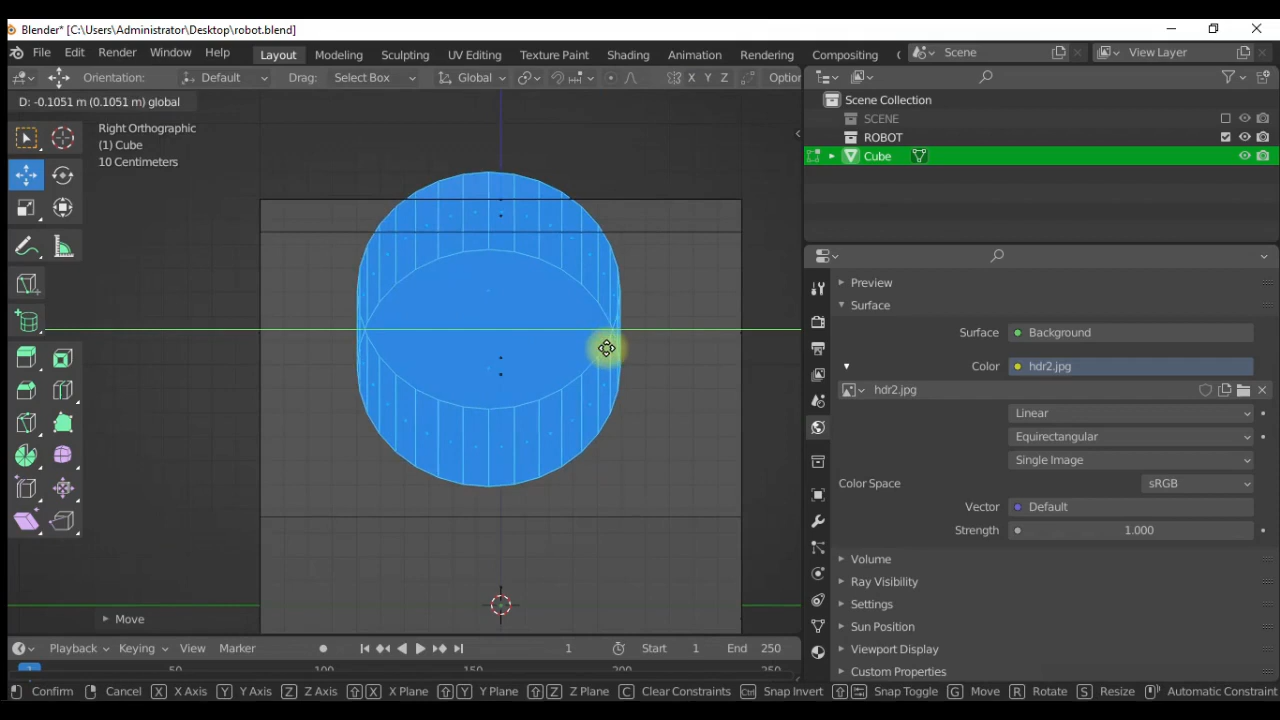 Blender* [C:\Users\Administrator\Desktop\robot.blend]
File Edit Render Window Help Layout Modeling Sculpting UV Editing Texture Paint Shading Animation Rendering Compositing Scene View Layer
Orientation: Default Drag: Select Box Global X Y Z Option
D: -0.1051 m (0.1051 m) global
Right Orthographic
(1) Cube
10 Centimeters
Scene Collection
SCENE
ROBOT
Cube
Preview
Surface
Surface Background
Color hdr2.jpg
hdr2.jpg
Linear
Equirectangular
Single Image
Color Space sRGB
Vector Default
Strength 1.000
Volume
Ray Visibility
Settings
Sun Position
Viewport Display
Custom Properties
Move
Playback Keying View Marker 1 Start 1 End 250
1 50 100 150 200 250
Confirm Cancel X X Axis Y Y Axis Z Z Axis X X Plane Y Y Plane Z Z Plane C Clear Constraints Ctrl Snap Invert Snap Toggle G Move R Rotate S Resize Automatic Constraint